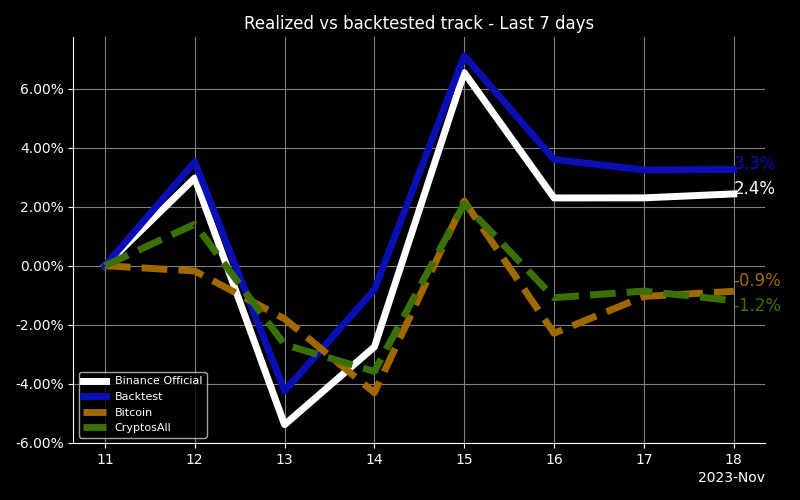 Realized vs backtested track - Last 7 days
6.00%
4.00%
2.00%
0.00%
-2.00%
-4.00%
-6.00%
3.3%
2.4%
-0.9%
-1.2%
Binance Official
Backtest
Bitcoin
CryptosAll
11 12 13 14 15 16 17 18
2023-Nov